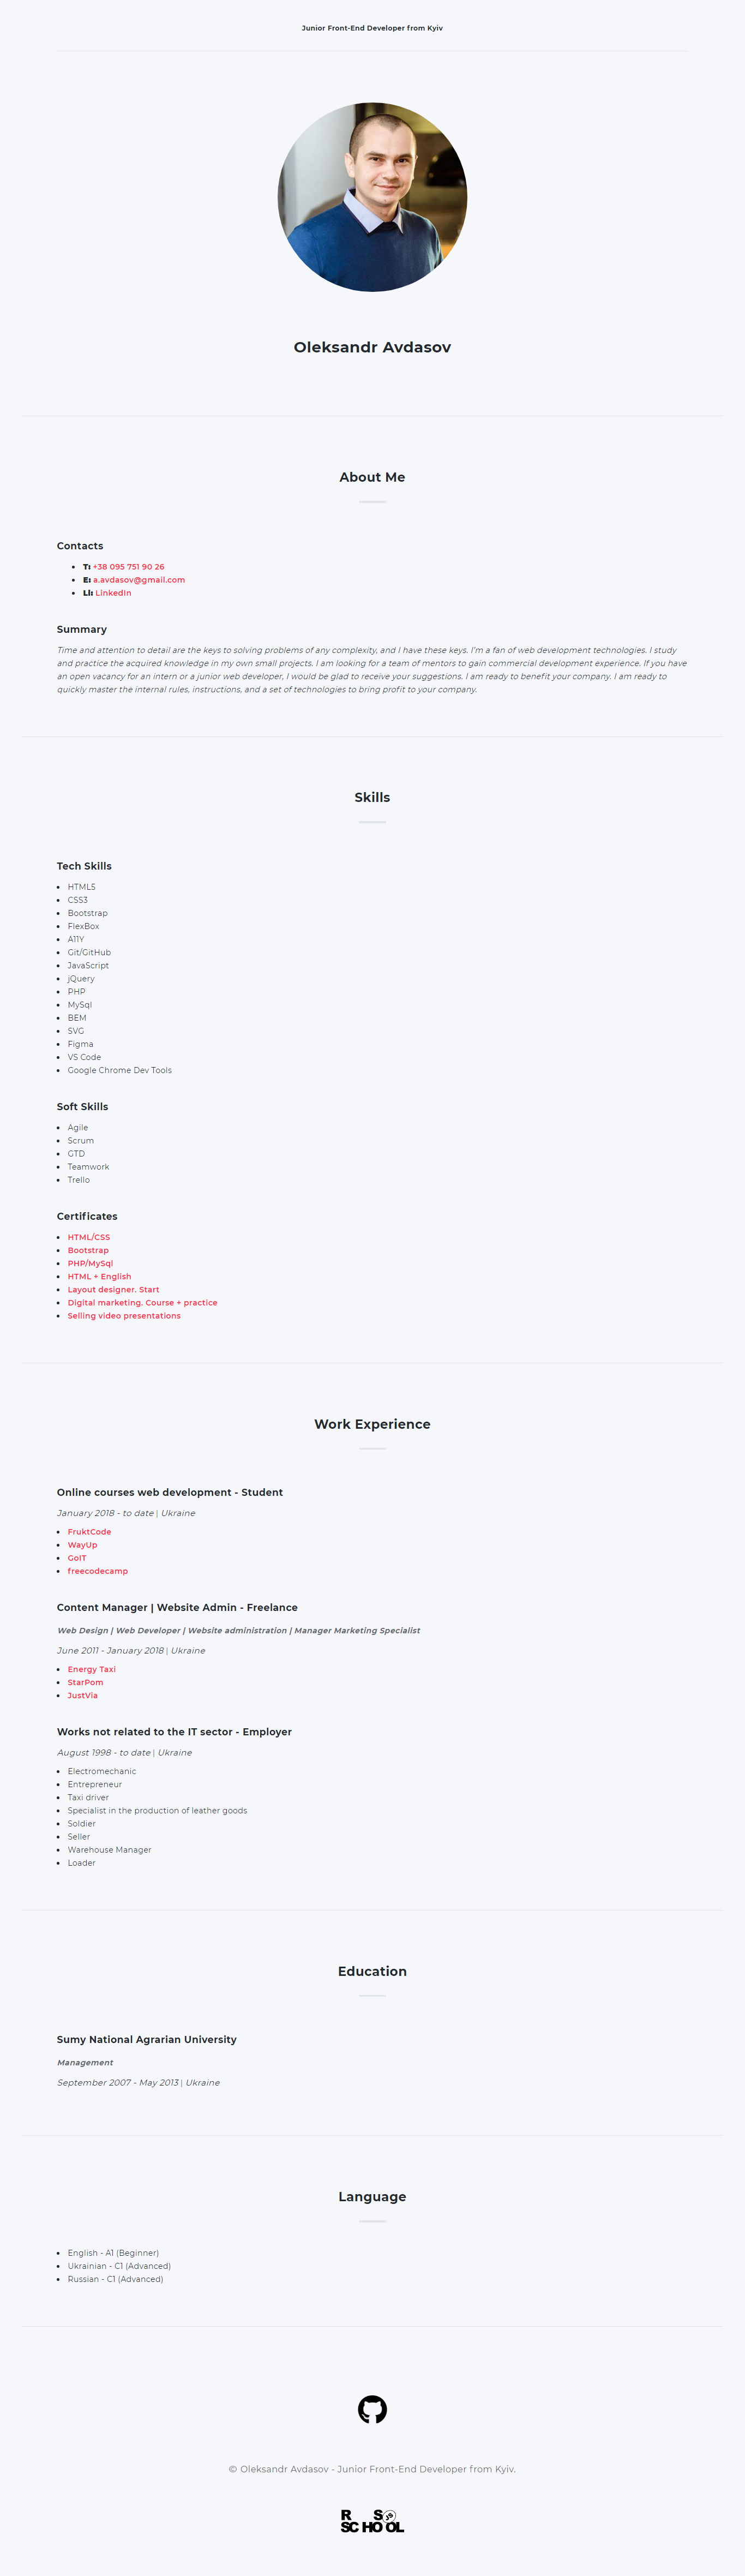 Junior Front-End Developer from Kyiv
Oleksandr Avdasov
About Me
Contacts
T: +38 095 751 90 26
E: a.avdasov@gmail.com
LI: LinkedIn
Summary
Time and attention to detail are the keys to solving problems of any complexity, and I have these keys. I'm a fan of web development technologies. I study
and practice the acquired knowledge in my own small projects. I am looking for a team of mentors to gain commercial development experience. If you have
an open vacancy for an intern or a junior web developer, I would be glad to receive your suggestions. I am ready to benefit your company. I am ready to
quickly master the internal rules, instructions, and a set of technologies to bring profit to your company.
Skills
Tech Skills
HTML5
CSS3
Bootstrap
FlexBox
A11Y
Git/GitHub
JavaScript
jQuery
PHP
MySql
BEM
SVG
Figma
VS Code
Google Chrome Dev Tools
Soft Skills
Agile
Scrum
GTD
Teamwork
Trello
Certificates
HTML/CSS
Bootstrap
PHP/MySql
HTML + English
Layout designer. Start
Digital marketing. Course + practice
Selling video presentations
Work Experience
Online courses web development - Student
January 2018 - to date | Ukraine
FruktCode
WayUp
GoIT
freecodecamp
Content Manager | Website Admin - Freelance
Web Design | Web Developer | Website administration | Manager Marketing Specialist
June 2011 - January 2018 | Ukraine
Energy Taxi
StarPom
JustVia
Works not related to the IT sector - Employer
August 1998 - to date | Ukraine
Electromechanic
Entrepreneur
Taxi driver
Specialist in the production of leather goods
Soldier
Seller
Warehouse Manager
Loader
Education
Sumy National Agrarian University
Management
September 2007 - May 2013 | Ukraine
Language
English - A1 (Beginner)
Ukrainian - C1 (Advanced)
Russian - C1 (Advanced)
© Oleksandr Avdasov - Junior Front-End Developer from Kyiv.
R S JS
SCHOOL